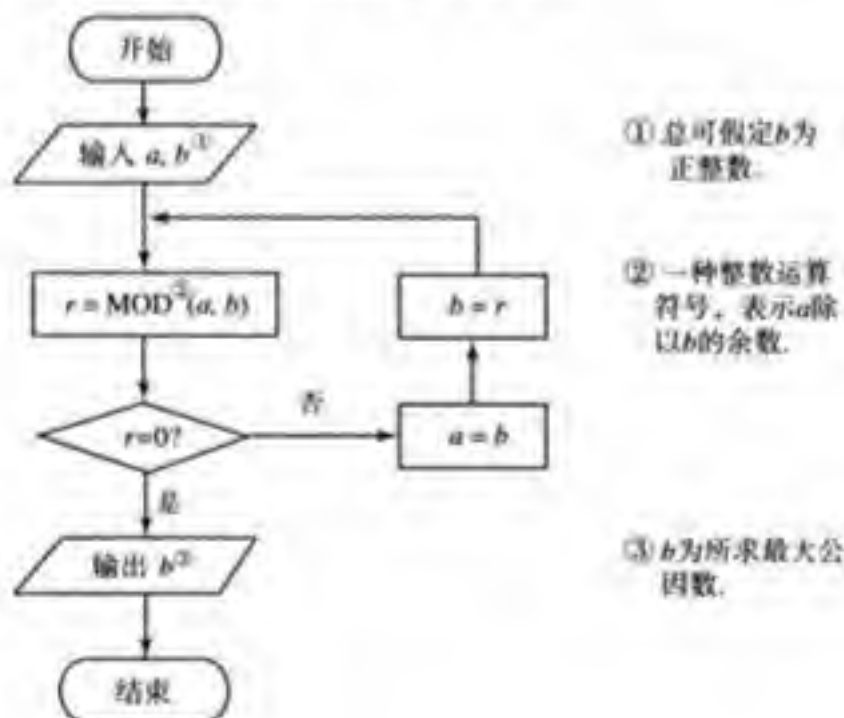 开始
输入 a, b①
① 总可假定b为
正整数.
r = MOD②(a, b)
b = r
② 一种整数运算
符号，表示a除
以b的余数.
r=0?
否
a = b
是
输出 b③
③ b为所求最大公
因数.
结束